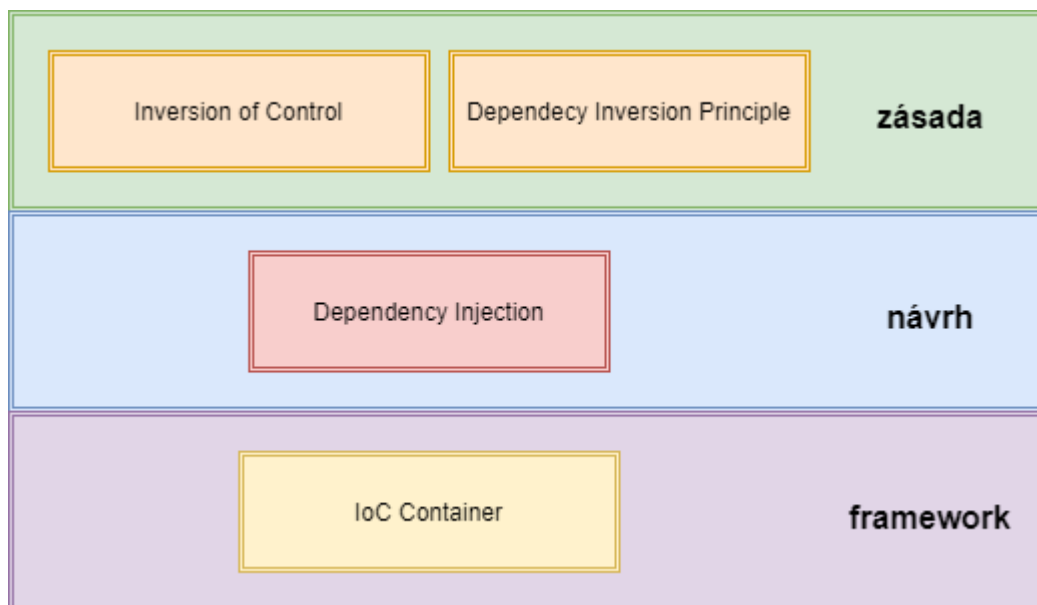 Inversion of Control
Dependecy Inversion Principle
zásada
Dependency Injection
návrh
IoC Container
framework